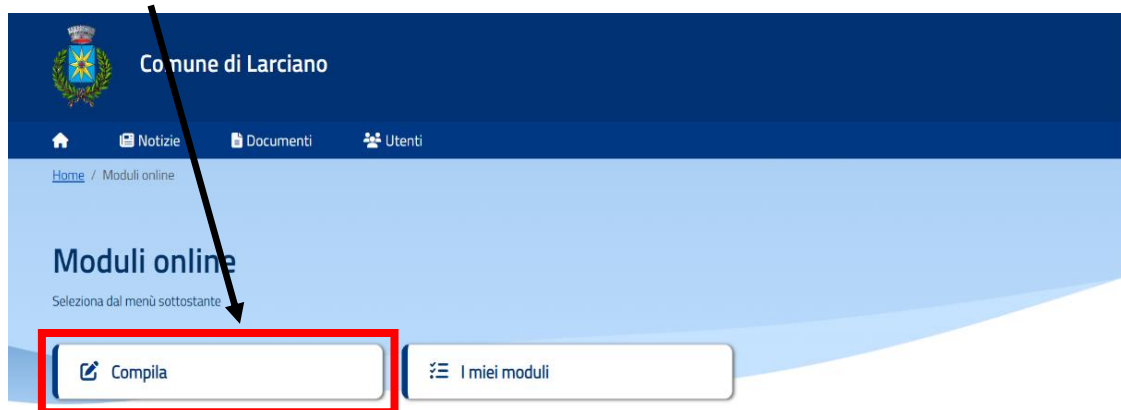 Comune di Larciano
Notizie Documenti Utenti
Home / Moduli online
Moduli online
Seleziona dal menù sottostante
Compila I miei moduli